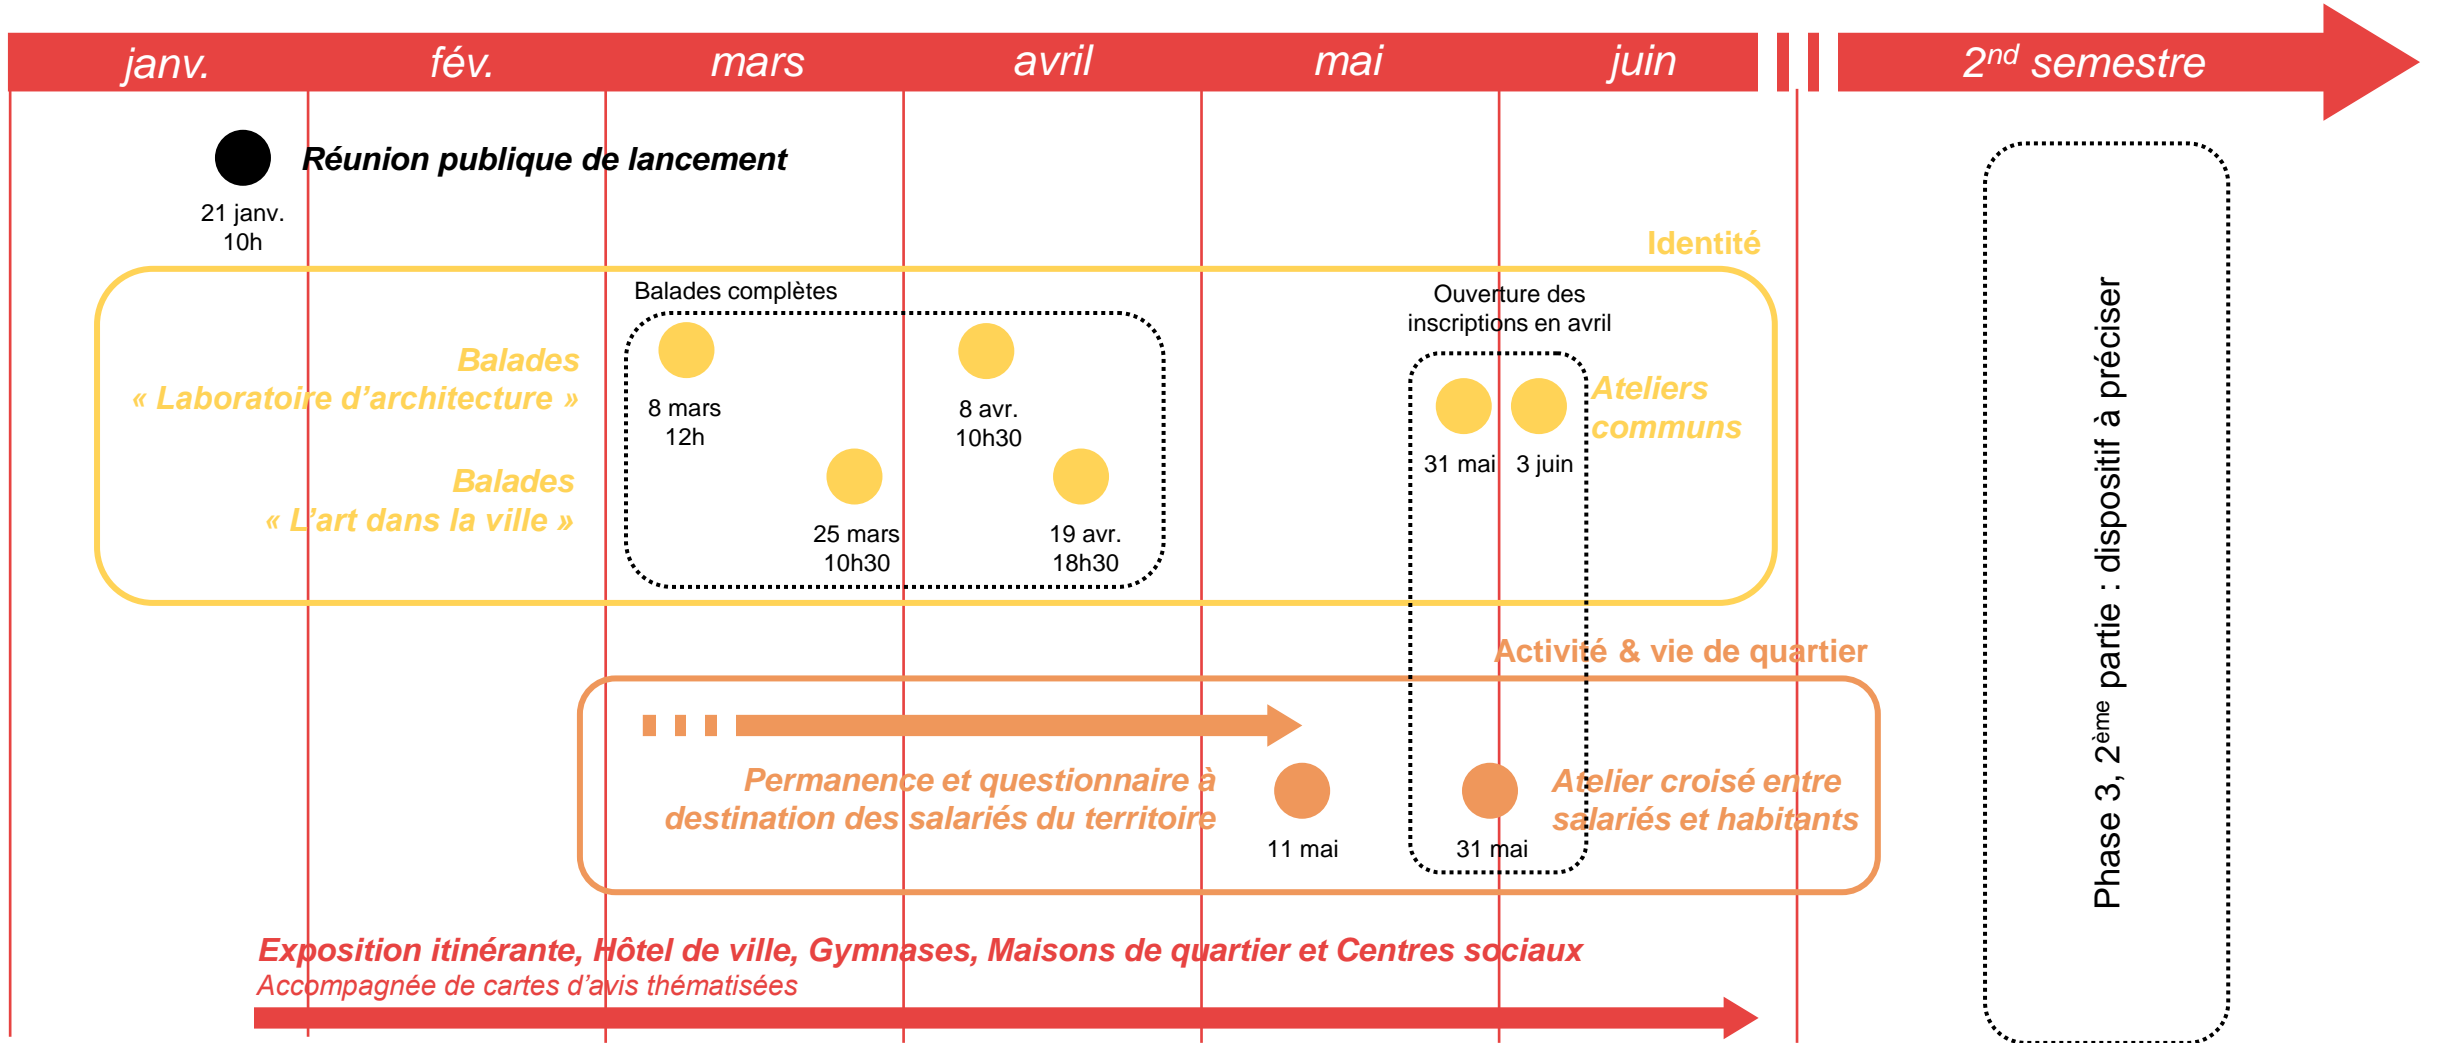 janv. fév. mars avril mai juin 2nd semestre
Réunion publique de lancement
21 janv.
10h
Identité
Balades complètes
Ouverture des
inscriptions en avril
Balades
« Laboratoire d’architecture »
8 mars
12h
8 avr.
10h30
Ateliers
communs
31 mai
3 juin
Balades
« L’art dans la ville »
25 mars
10h30
19 avr.
18h30
Activité & vie de quartier
Permanence et questionnaire à
destination des salariés du territoire
11 mai
31 mai
Atelier croisé entre
salariés et habitants
Exposition itinérante, Hôtel de ville, Gymnases, Maisons de quartier et Centres sociaux
Accompagnée de cartes d’avis thématisées
Phase 3, 2ème partie : dispositif à préciser